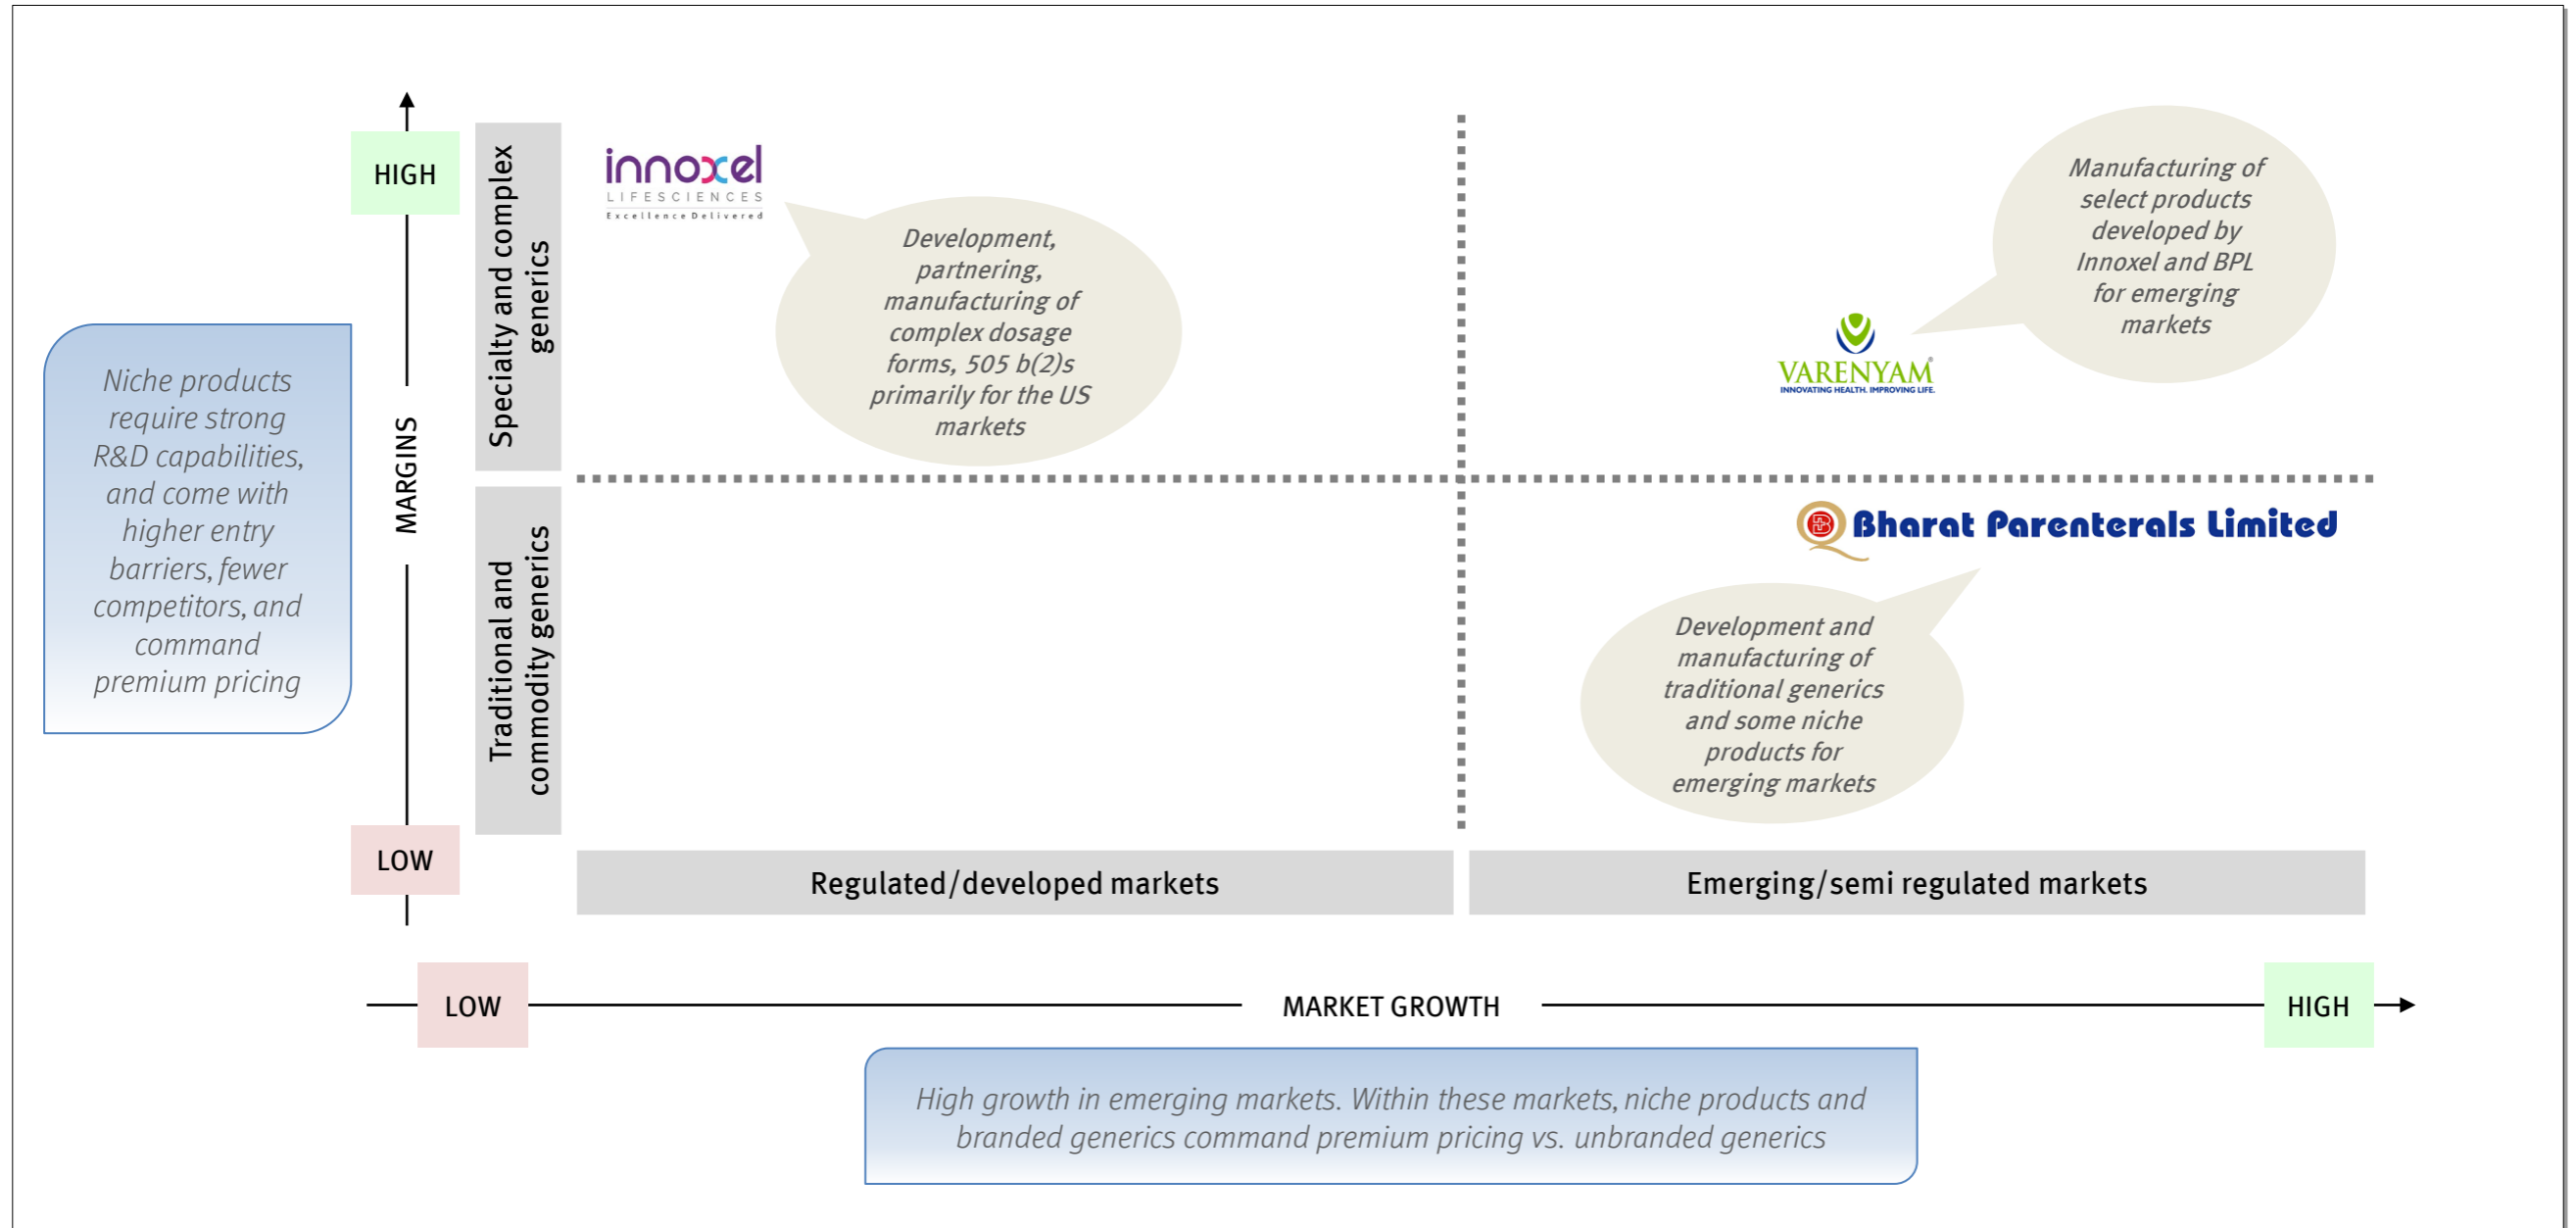 HIGH
MARGINS
LOW
Niche products
require strong
R&D capabilities,
and come with
higher entry
barriers, fewer
competitors, and
command
premium pricing
Specialty and complex
generics
Traditional and
commodity generics
innoxel
LIFESCIENCES
Excellence Delivered
Development,
partnering,
manufacturing of
complex dosage
forms, 505 b(2)s
primarily for the US
markets
Manufacturing of
select products
developed by
Innoxel and BPL
for emerging
markets
VARENYAM®
INNOVATING HEALTH. IMPROVING LIFE.
B Bharat Parenterals Limited
Development and
manufacturing of
traditional generics
and some niche
products for
emerging markets
Regulated/developed markets
Emerging/semi regulated markets
LOW
MARKET GROWTH
HIGH
High growth in emerging markets. Within these markets, niche products and
branded generics command premium pricing vs. unbranded generics